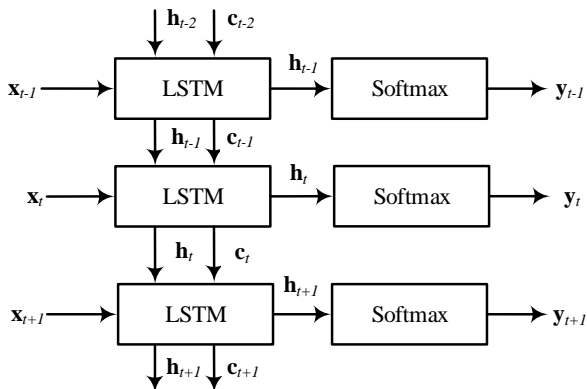 h_{t-2} c_{t-2}
x_{t-1} LSTM h_{t-1} Softmax y_{t-1}
h_{t-1} c_{t-1}
x_t LSTM h_t Softmax y_t
h_t c_t
x_{t+1} LSTM h_{t+1} Softmax y_{t+1}
h_{t+1} c_{t+1}